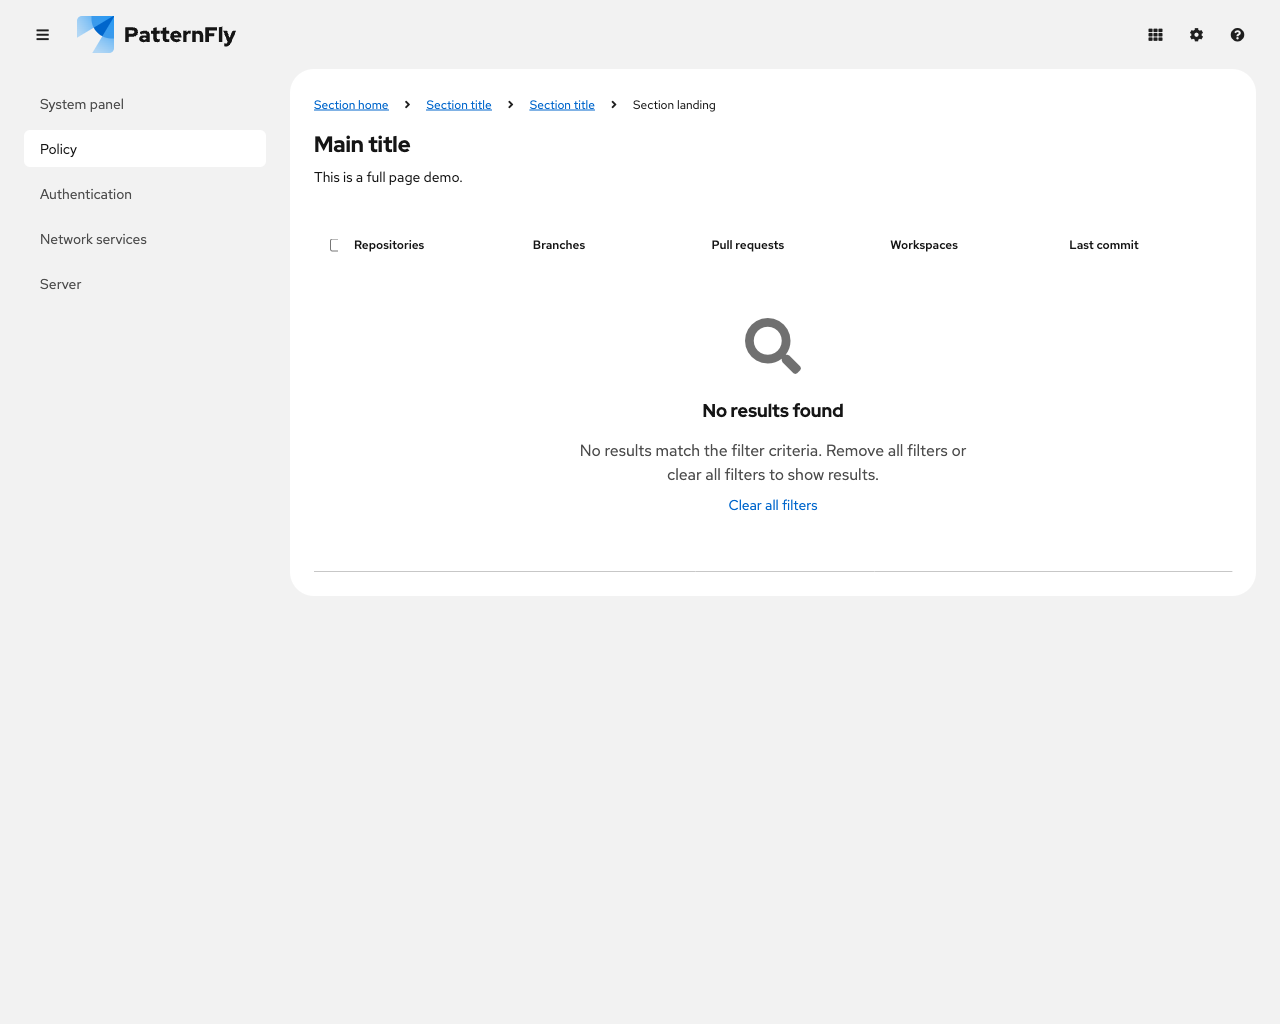 PatternFly
System panel
Policy
Authentication
Network services
Server
Section home
Section title
Section title
Section landing
Main title
This is a full page demo.
Repositories
Branches
Pull requests
Workspaces
Last commit
No results found
No results match the filter criteria. Remove all filters or
clear all filters to show results.
Clear all filters